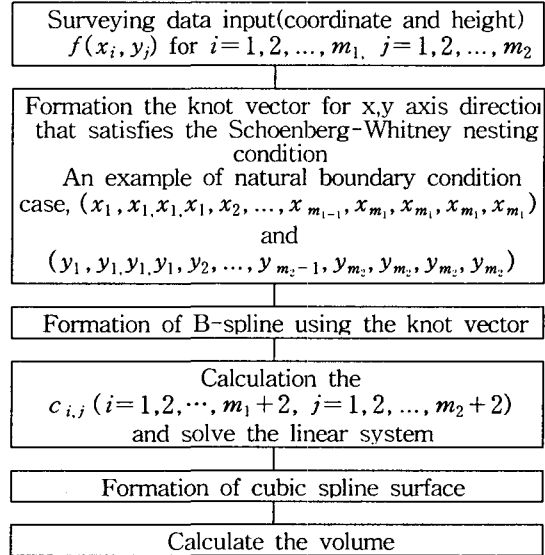 Surveying data input(coordinate and height)
f(x_i, y_j) for i=1,2,...,m_1, j=1,2,...,m_2
Formation the knot vector for x,y axis direction
that satisfies the Schoenberg-Whitney nesting
condition
An example of natural boundary condition
case, (x_1, x_1, x_1, x_1, x_2, ..., x_{m_{1-1}}, x_{m_1}, x_{m_1}, x_{m_1}, x_{m_1})
and
(y_1, y_1, y_1, y_1, y_2, ..., y_{m_2-1}, y_{m_2}, y_{m_2}, y_{m_2}, y_{m_2})
Formation of B-spline using the knot vector
Calculation the
c_{i,j} (i=1,2,⋯, m_1+2, j=1,2,..., m_2+2)
and solve the linear system
Formation of cubic spline surface
Calculate the volume